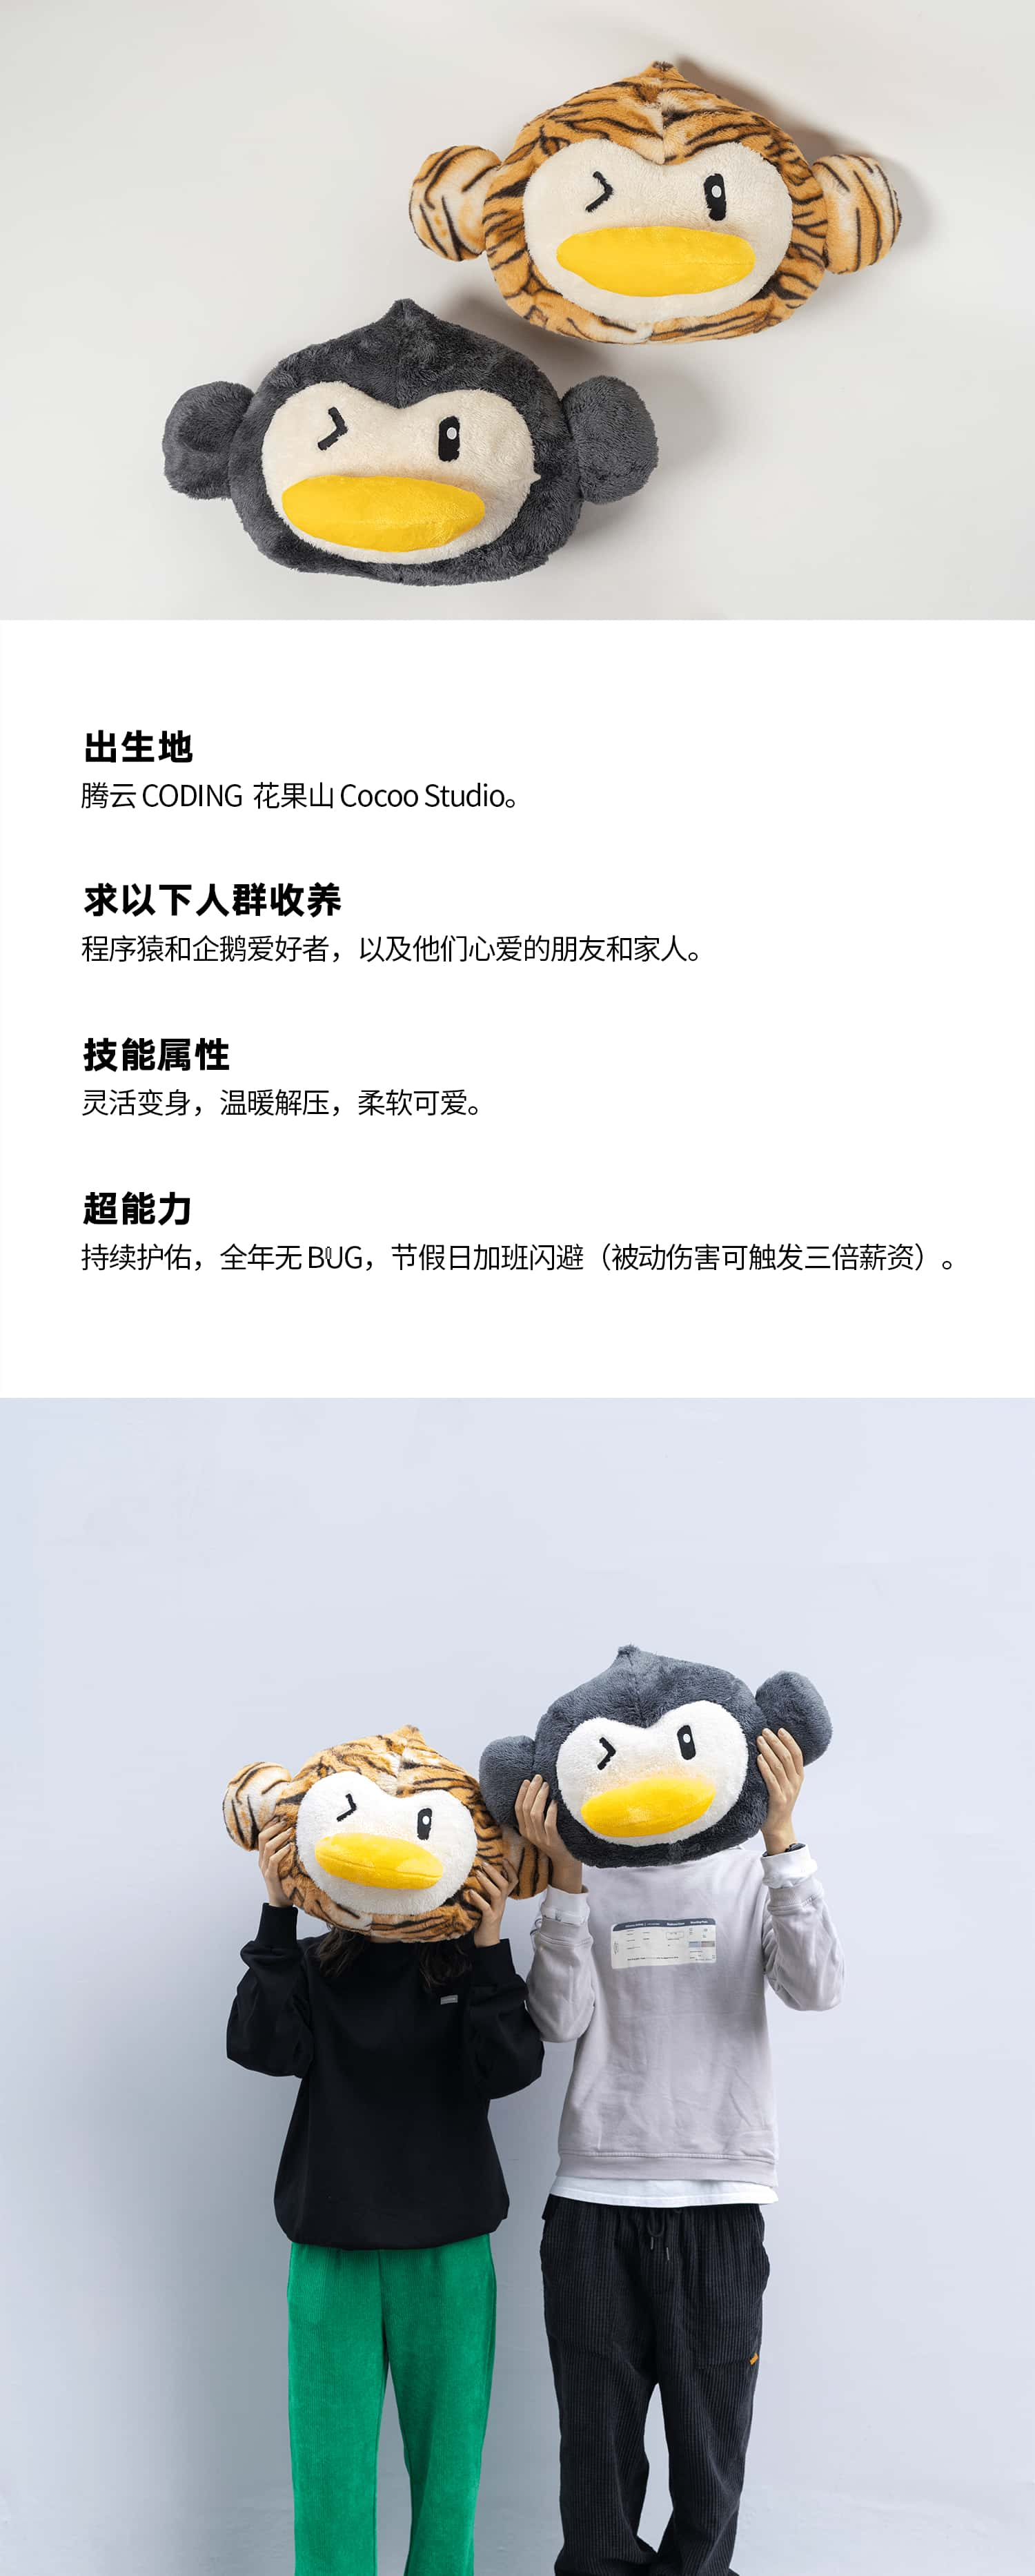 出生地
腾云 CODING 花果山 Cocoo Studio。
求以下人群收养
程序猿和企鹅爱好者，以及他们心爱的朋友和家人。
技能属性
灵活变身，温暖解压，柔软可爱。
超能力
持续护佑，全年无 BUG，节假日加班闪避（被动伤害可触发三倍薪资）。